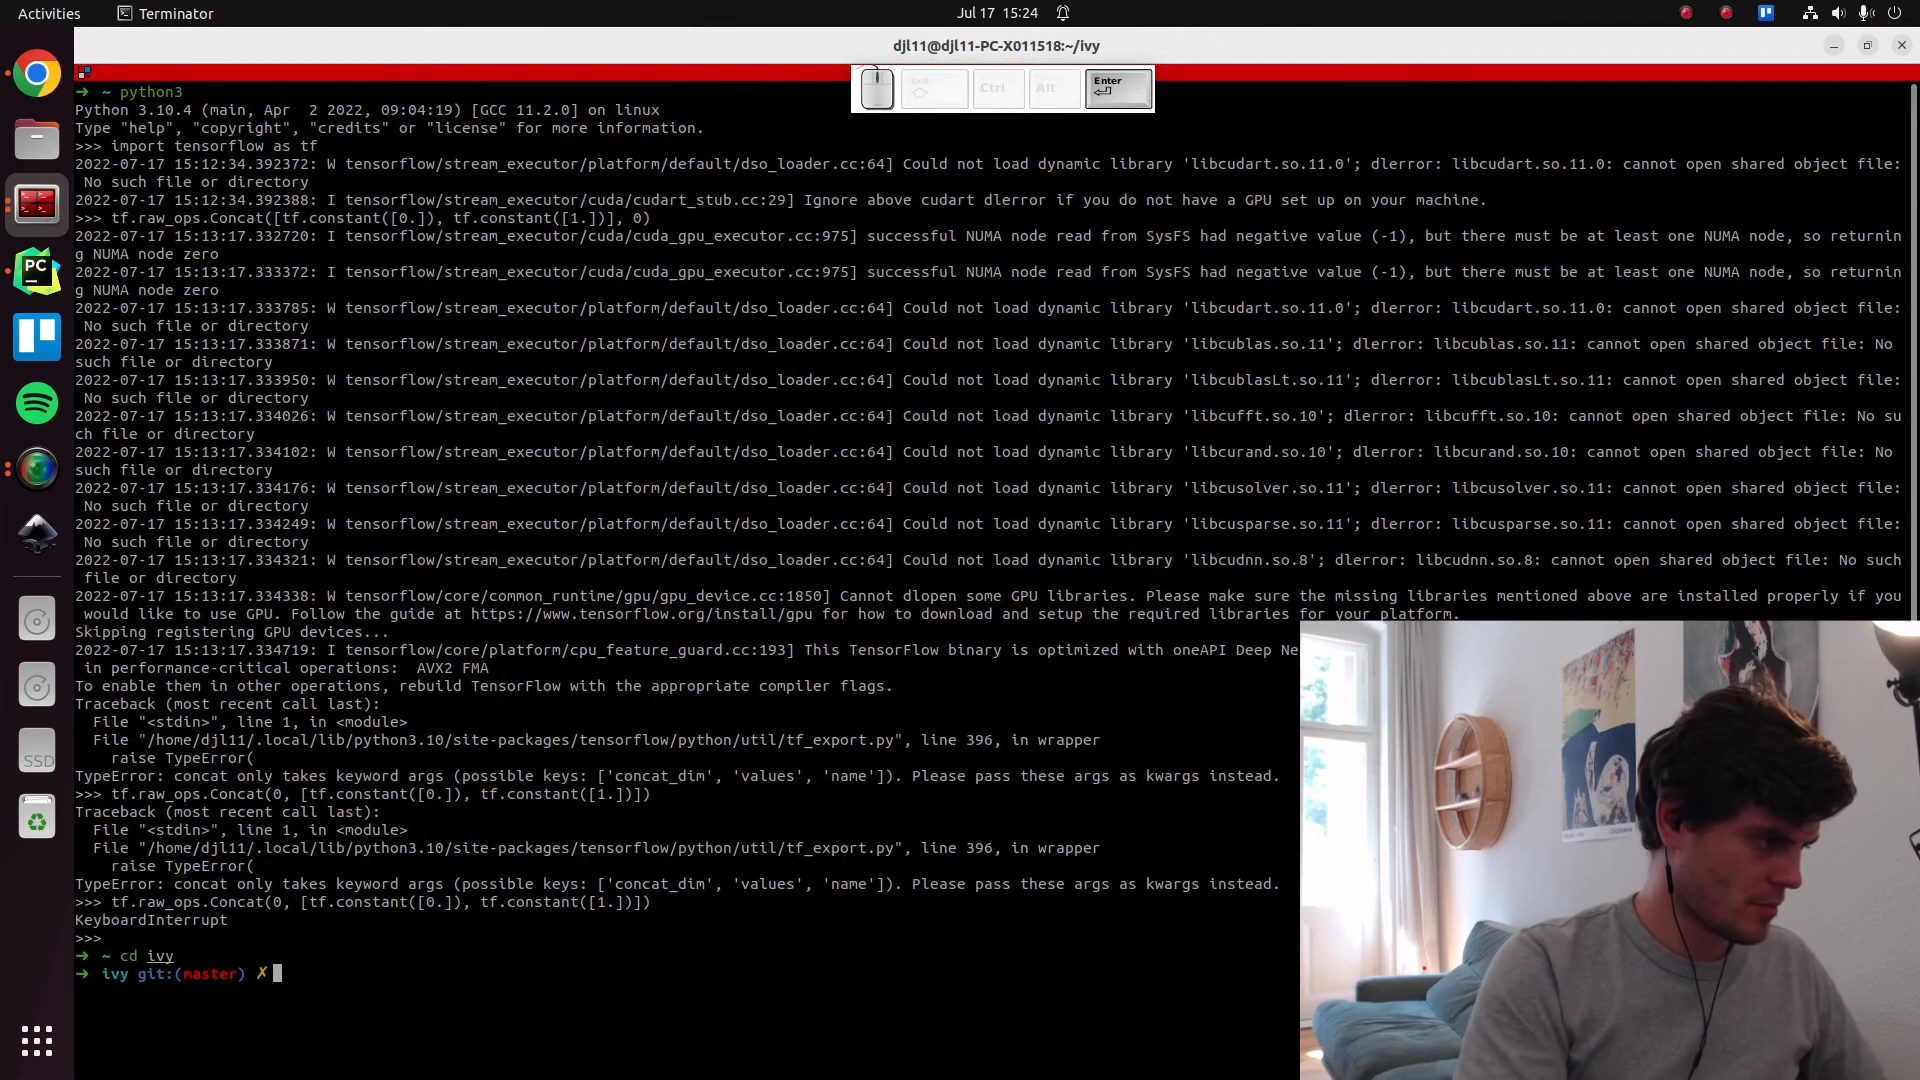 Activities
Terminator
Jul 17 15:24
djl11@djl11-PC-X011518:~/ivy
Shift
Ctrl
Alt
Enter
➜ ~ python3
Python 3.10.4 (main, Apr  2 2022, 09:04:19) [GCC 11.2.0] on linux
Type "help", "copyright", "credits" or "license" for more information.
>>> import tensorflow as tf
2022-07-17 15:12:34.392372: W tensorflow/stream_executor/platform/default/dso_loader.cc:64] Could not load dynamic library 'libcudart.so.11.0'; dlerror: libcudart.so.11.0: cannot open shared object file:
No such file or directory
2022-07-17 15:12:34.392388: I tensorflow/stream_executor/cuda/cudart_stub.cc:29] Ignore above cudart dlerror if you do not have a GPU set up on your machine.
>>> tf.raw_ops.Concat([tf.constant([0.]), tf.constant([1.])], 0)
2022-07-17 15:13:17.332720: I tensorflow/stream_executor/cuda/cuda_gpu_executor.cc:975] successful NUMA node read from SysFS had negative value (-1), but there must be at least one NUMA node, so returnin
g NUMA node zero
2022-07-17 15:13:17.333372: I tensorflow/stream_executor/cuda/cuda_gpu_executor.cc:975] successful NUMA node read from SysFS had negative value (-1), but there must be at least one NUMA node, so returnin
g NUMA node zero
2022-07-17 15:13:17.333785: W tensorflow/stream_executor/platform/default/dso_loader.cc:64] Could not load dynamic library 'libcudart.so.11.0'; dlerror: libcudart.so.11.0: cannot open shared object file:
No such file or directory
2022-07-17 15:13:17.333871: W tensorflow/stream_executor/platform/default/dso_loader.cc:64] Could not load dynamic library 'libcublas.so.11'; dlerror: libcublas.so.11: cannot open shared object file: No
such file or directory
2022-07-17 15:13:17.333950: W tensorflow/stream_executor/platform/default/dso_loader.cc:64] Could not load dynamic library 'libcublasLt.so.11'; dlerror: libcublasLt.so.11: cannot open shared object file:
No such file or directory
2022-07-17 15:13:17.334026: W tensorflow/stream_executor/platform/default/dso_loader.cc:64] Could not load dynamic library 'libcufft.so.10'; dlerror: libcufft.so.10: cannot open shared object file: No su
ch file or directory
2022-07-17 15:13:17.334102: W tensorflow/stream_executor/platform/default/dso_loader.cc:64] Could not load dynamic library 'libcurand.so.10'; dlerror: libcurand.so.10: cannot open shared object file: No
such file or directory
2022-07-17 15:13:17.334176: W tensorflow/stream_executor/platform/default/dso_loader.cc:64] Could not load dynamic library 'libcusolver.so.11'; dlerror: libcusolver.so.11: cannot open shared object file:
No such file or directory
2022-07-17 15:13:17.334249: W tensorflow/stream_executor/platform/default/dso_loader.cc:64] Could not load dynamic library 'libcusparse.so.11'; dlerror: libcusparse.so.11: cannot open shared object file:
No such file or directory
2022-07-17 15:13:17.334321: W tensorflow/stream_executor/platform/default/dso_loader.cc:64] Could not load dynamic library 'libcudnn.so.8'; dlerror: libcudnn.so.8: cannot open shared object file: No such
file or directory
2022-07-17 15:13:17.334338: W tensorflow/core/common_runtime/gpu/gpu_device.cc:1850] Cannot dlopen some GPU libraries. Please make sure the missing libraries mentioned above are installed properly if you
would like to use GPU. Follow the guide at https://www.tensorflow.org/install/gpu for how to download and setup the required libraries for your platform.
Skipping registering GPU devices...
2022-07-17 15:13:17.334719: I tensorflow/core/platform/cpu_feature_guard.cc:193] This TensorFlow binary is optimized with oneAPI Deep Ne
in performance-critical operations:  AVX2 FMA
To enable them in other operations, rebuild TensorFlow with the appropriate compiler flags.
Traceback (most recent call last):
  File "<stdin>", line 1, in <module>
  File "/home/djl11/.local/lib/python3.10/site-packages/tensorflow/python/util/tf_export.py", line 396, in wrapper
    raise TypeError(
TypeError: concat only takes keyword args (possible keys: ['concat_dim', 'values', 'name']). Please pass these args as kwargs instead.
>>> tf.raw_ops.Concat(0, [tf.constant([0.]), tf.constant([1.])])
Traceback (most recent call last):
  File "<stdin>", line 1, in <module>
  File "/home/djl11/.local/lib/python3.10/site-packages/tensorflow/python/util/tf_export.py", line 396, in wrapper
    raise TypeError(
TypeError: concat only takes keyword args (possible keys: ['concat_dim', 'values', 'name']). Please pass these args as kwargs instead.
>>> tf.raw_ops.Concat(0, [tf.constant([0.]), tf.constant([1.])])
KeyboardInterrupt
>>>
➜ ~ cd ivy
➜ ivy git:(master) ✗
PC
SSD